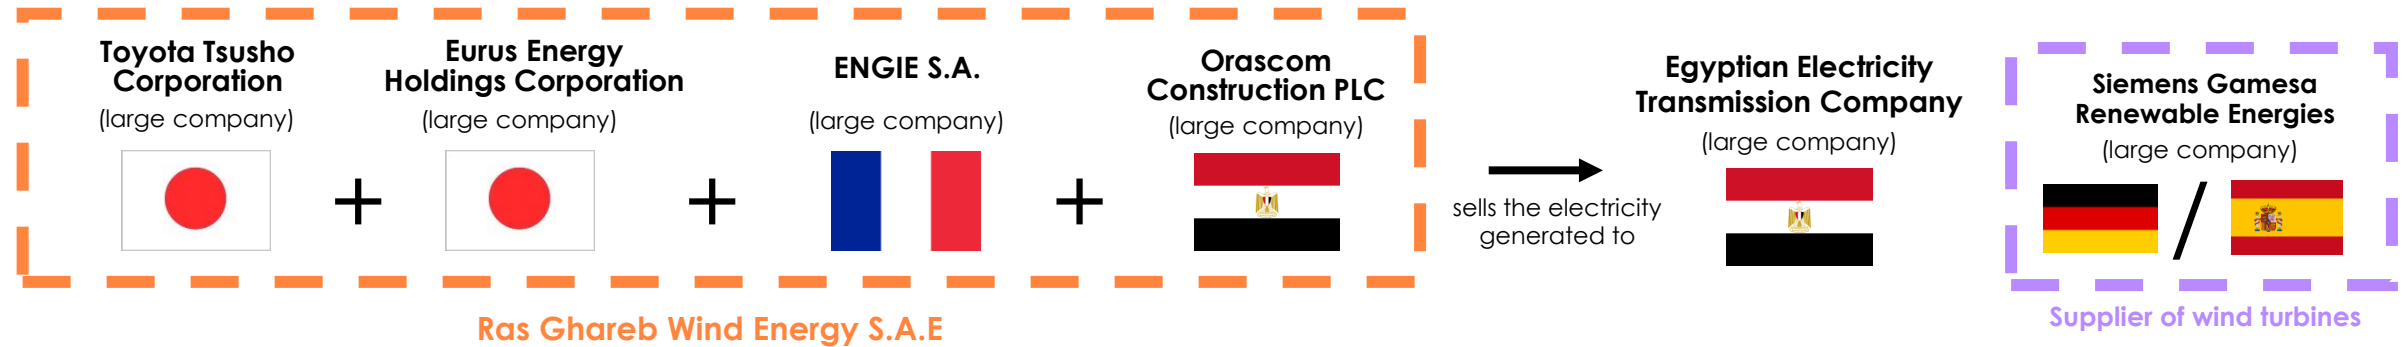 Toyota Tsusho
Corporation
(large company)
+
Eurus Energy
Holdings Corporation
(large company)
+
ENGIE S.A.
(large company)
+
Orascom
Construction PLC
(large company)
Ras Ghareb Wind Energy S.A.E
sells the electricity
generated to
Egyptian Electricity
Transmission Company
(large company)
Siemens Gamesa
Renewable Energies
(large company)
/
Supplier of wind turbines